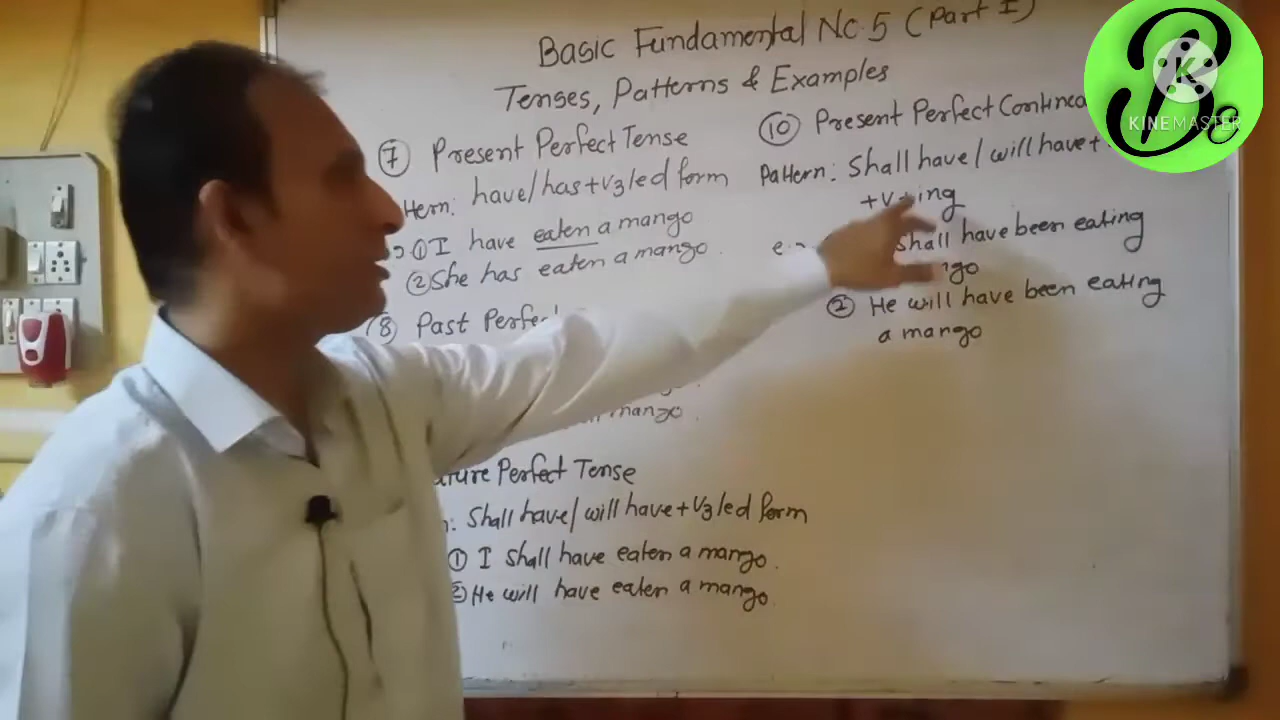 Basic Fundamental No.5 (Part I)
Tenses, Patterns & Examples
⑦ Present Perfect Tense
have/has+V3/ed form
① I have eaten a mango
② She has eaten a mango.
⑧ Past
mango.
Perfect Tense
Shall have/ will have+V3/ed form
① I shall have eaten a mango.
② He will have eaten a mango.
⑩ Present Perfect
Pattern: Shall have/ will have+
+V+ing
shall have been eating
② He will have been eating
a mango
B
K
KINEMASTER